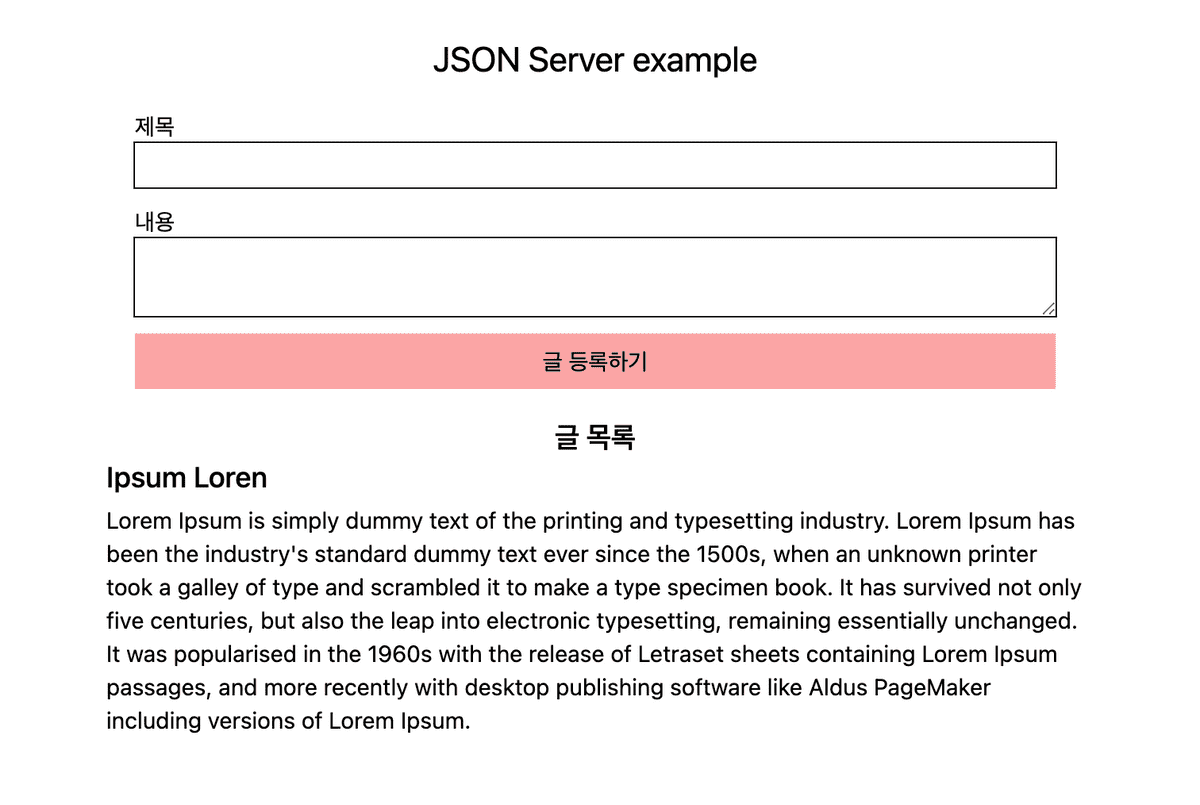 JSON Server example
제목
내용
글 등록하기
글 목록
Ipsum Loren
Lorem Ipsum is simply dummy text of the printing and typesetting industry. Lorem Ipsum has
been the industry's standard dummy text ever since the 1500s, when an unknown printer
took a galley of type and scrambled it to make a type specimen book. It has survived not only
five centuries, but also the leap into electronic typesetting, remaining essentially unchanged.
It was popularised in the 1960s with the release of Letraset sheets containing Lorem Ipsum
passages, and more recently with desktop publishing software like Aldus PageMaker
including versions of Lorem Ipsum.